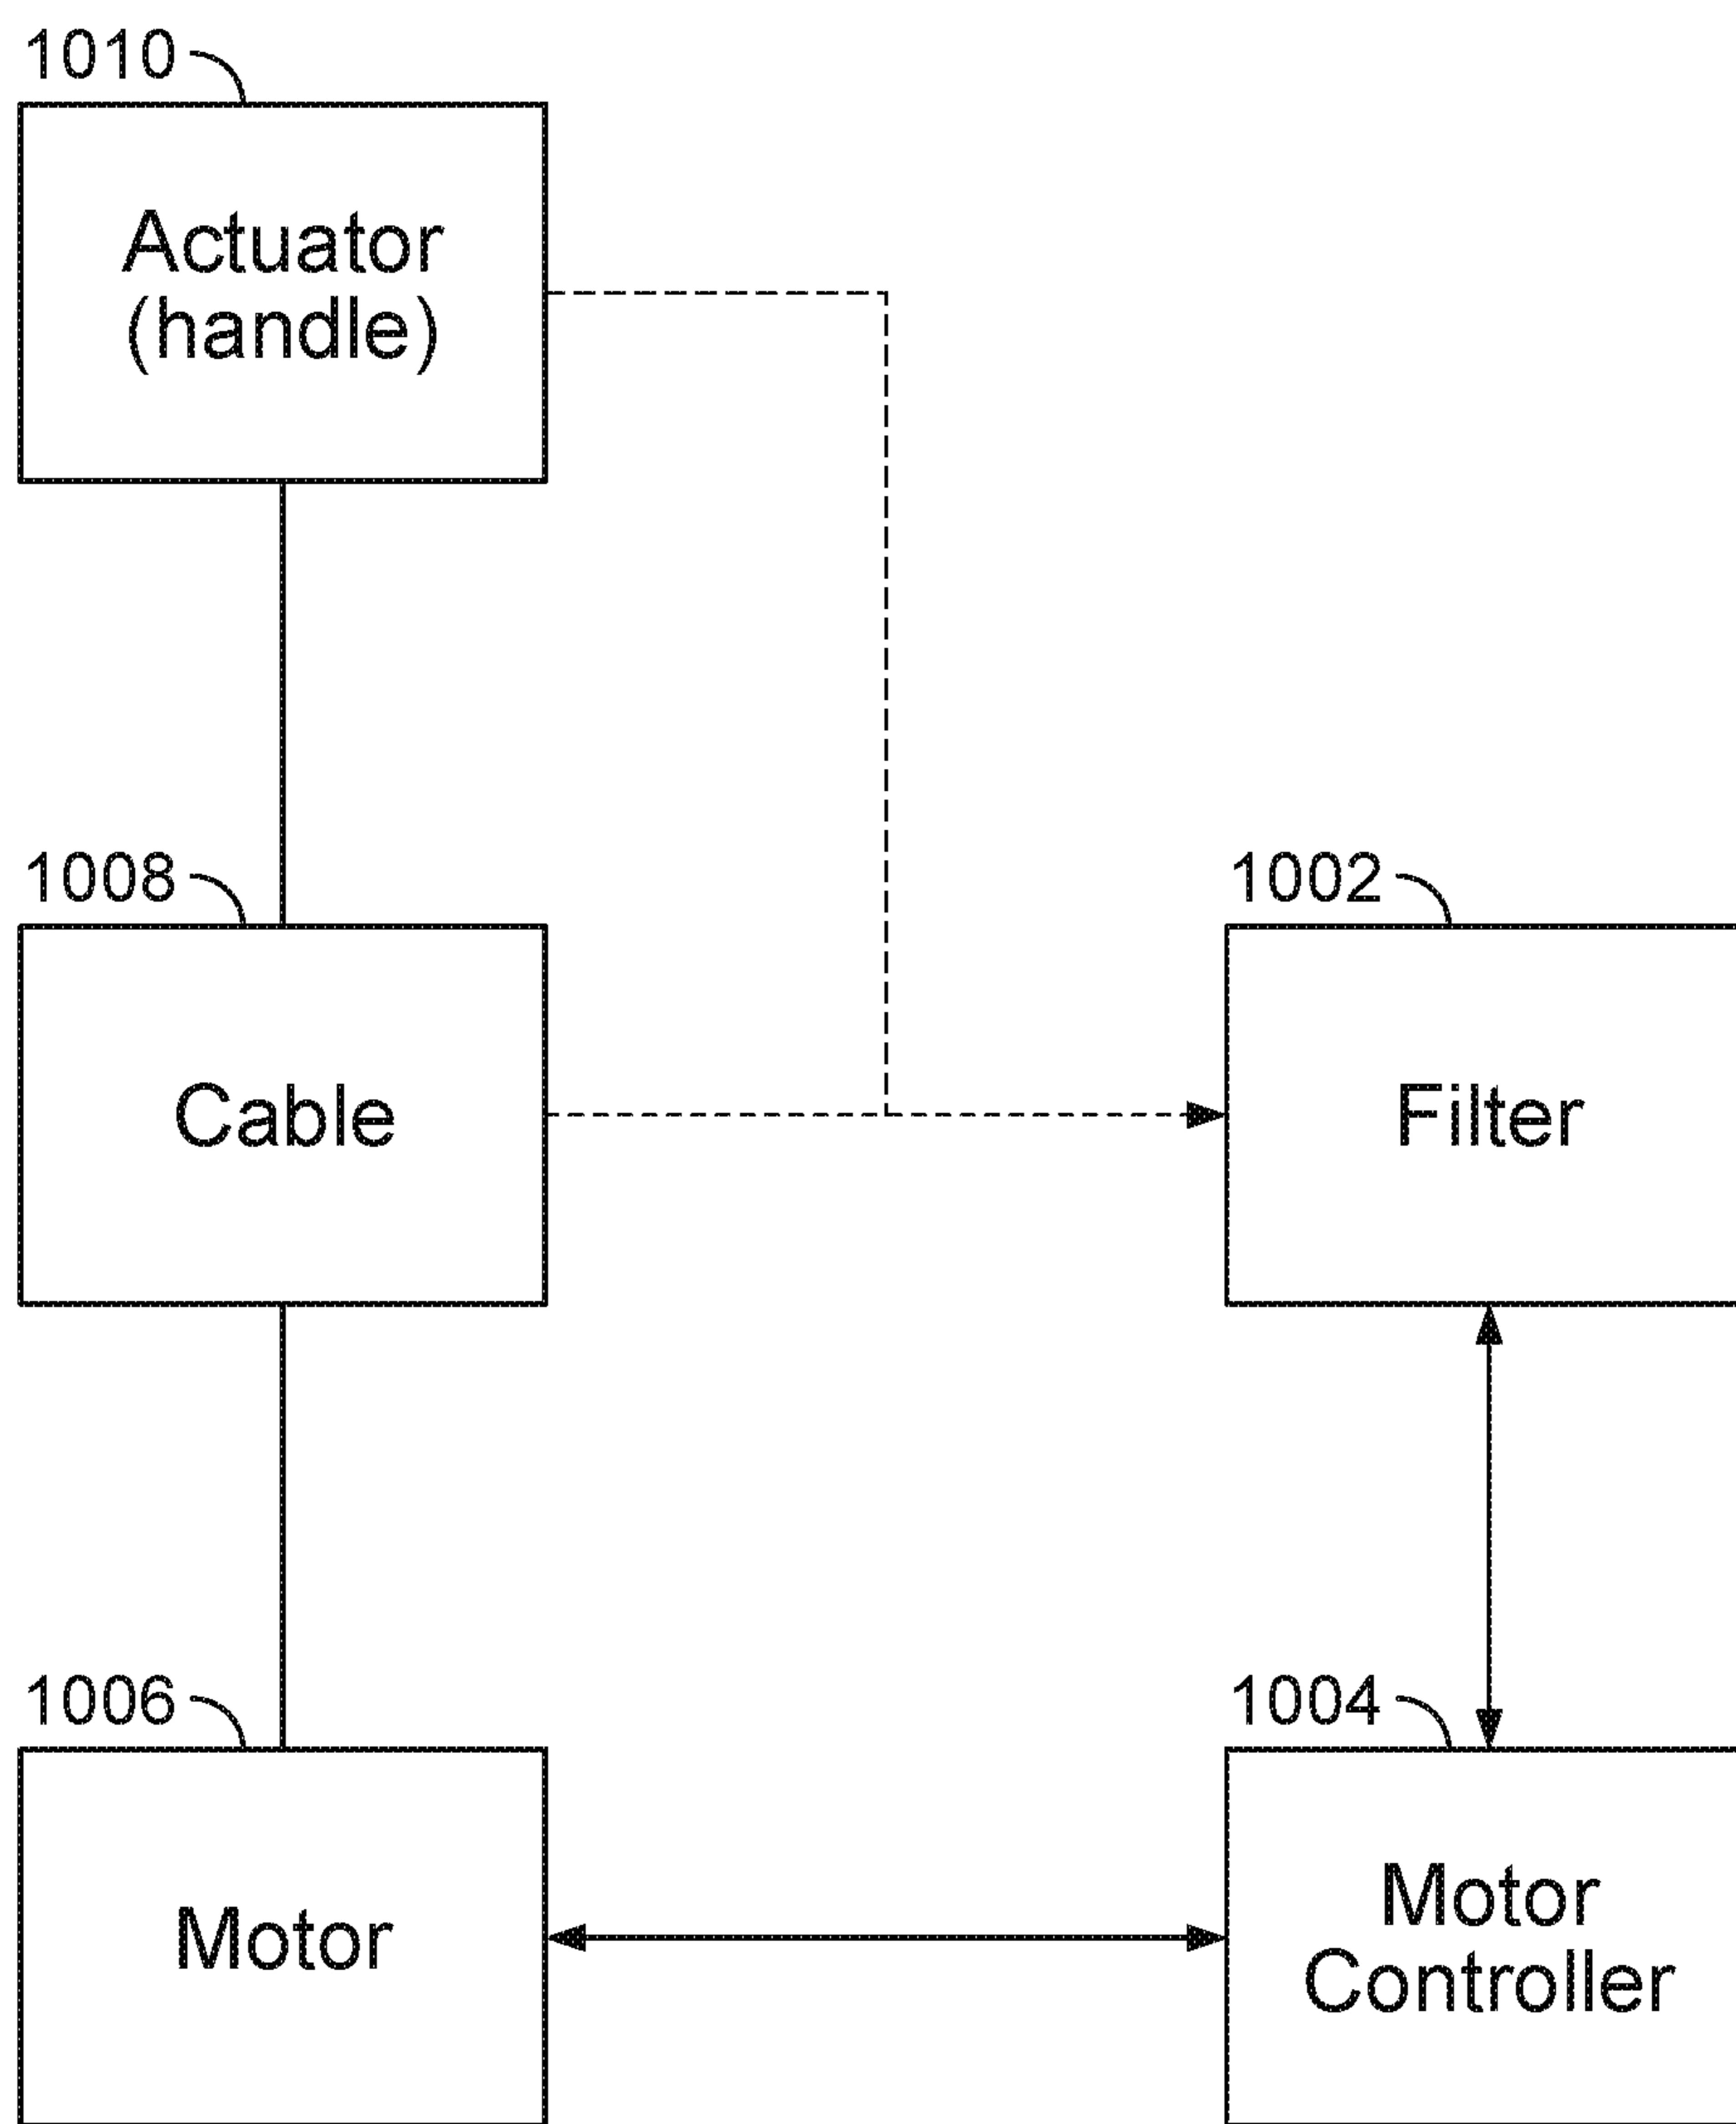 1010
Actuator
(handle)
1008
Cable
1002
Filter
1006
Motor
1004
Motor
Controller